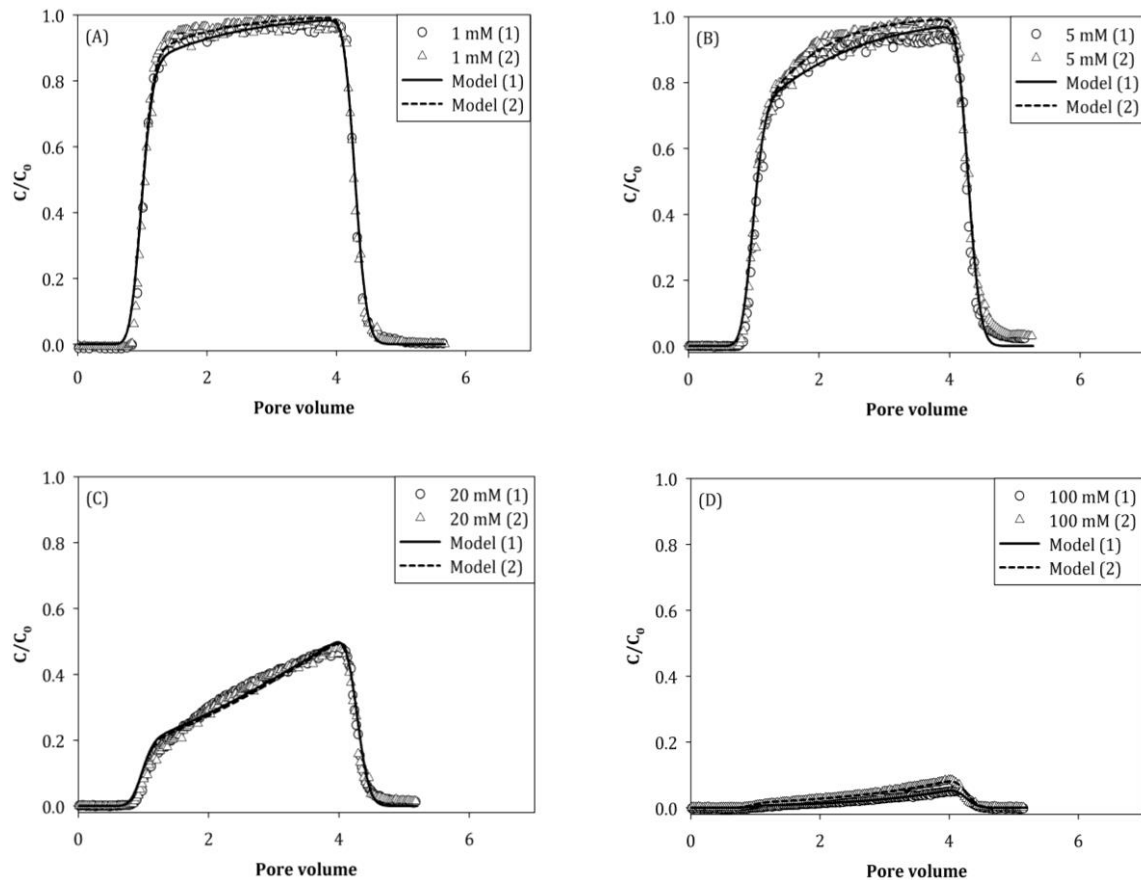 (A)
1 mM (1)
1 mM (2)
Model (1)
Model (2)
1.0
0.8
0.6
0.4
0.2
0.0
C/C₀
0 2 4 6
Pore volume
(B)
5 mM (1)
5 mM (2)
Model (1)
Model (2)
1.0
0.8
0.6
0.4
0.2
0.0
C/C₀
0 2 4 6
Pore volume
(C)
20 mM (1)
20 mM (2)
Model (1)
Model (2)
1.0
0.8
0.6
0.4
0.2
0.0
C/C₀
0 2 4 6
Pore volume
(D)
100 mM (1)
100 mM (2)
Model (1)
Model (2)
1.0
0.8
0.6
0.4
0.2
0.0
C/C₀
0 2 4 6
Pore volume